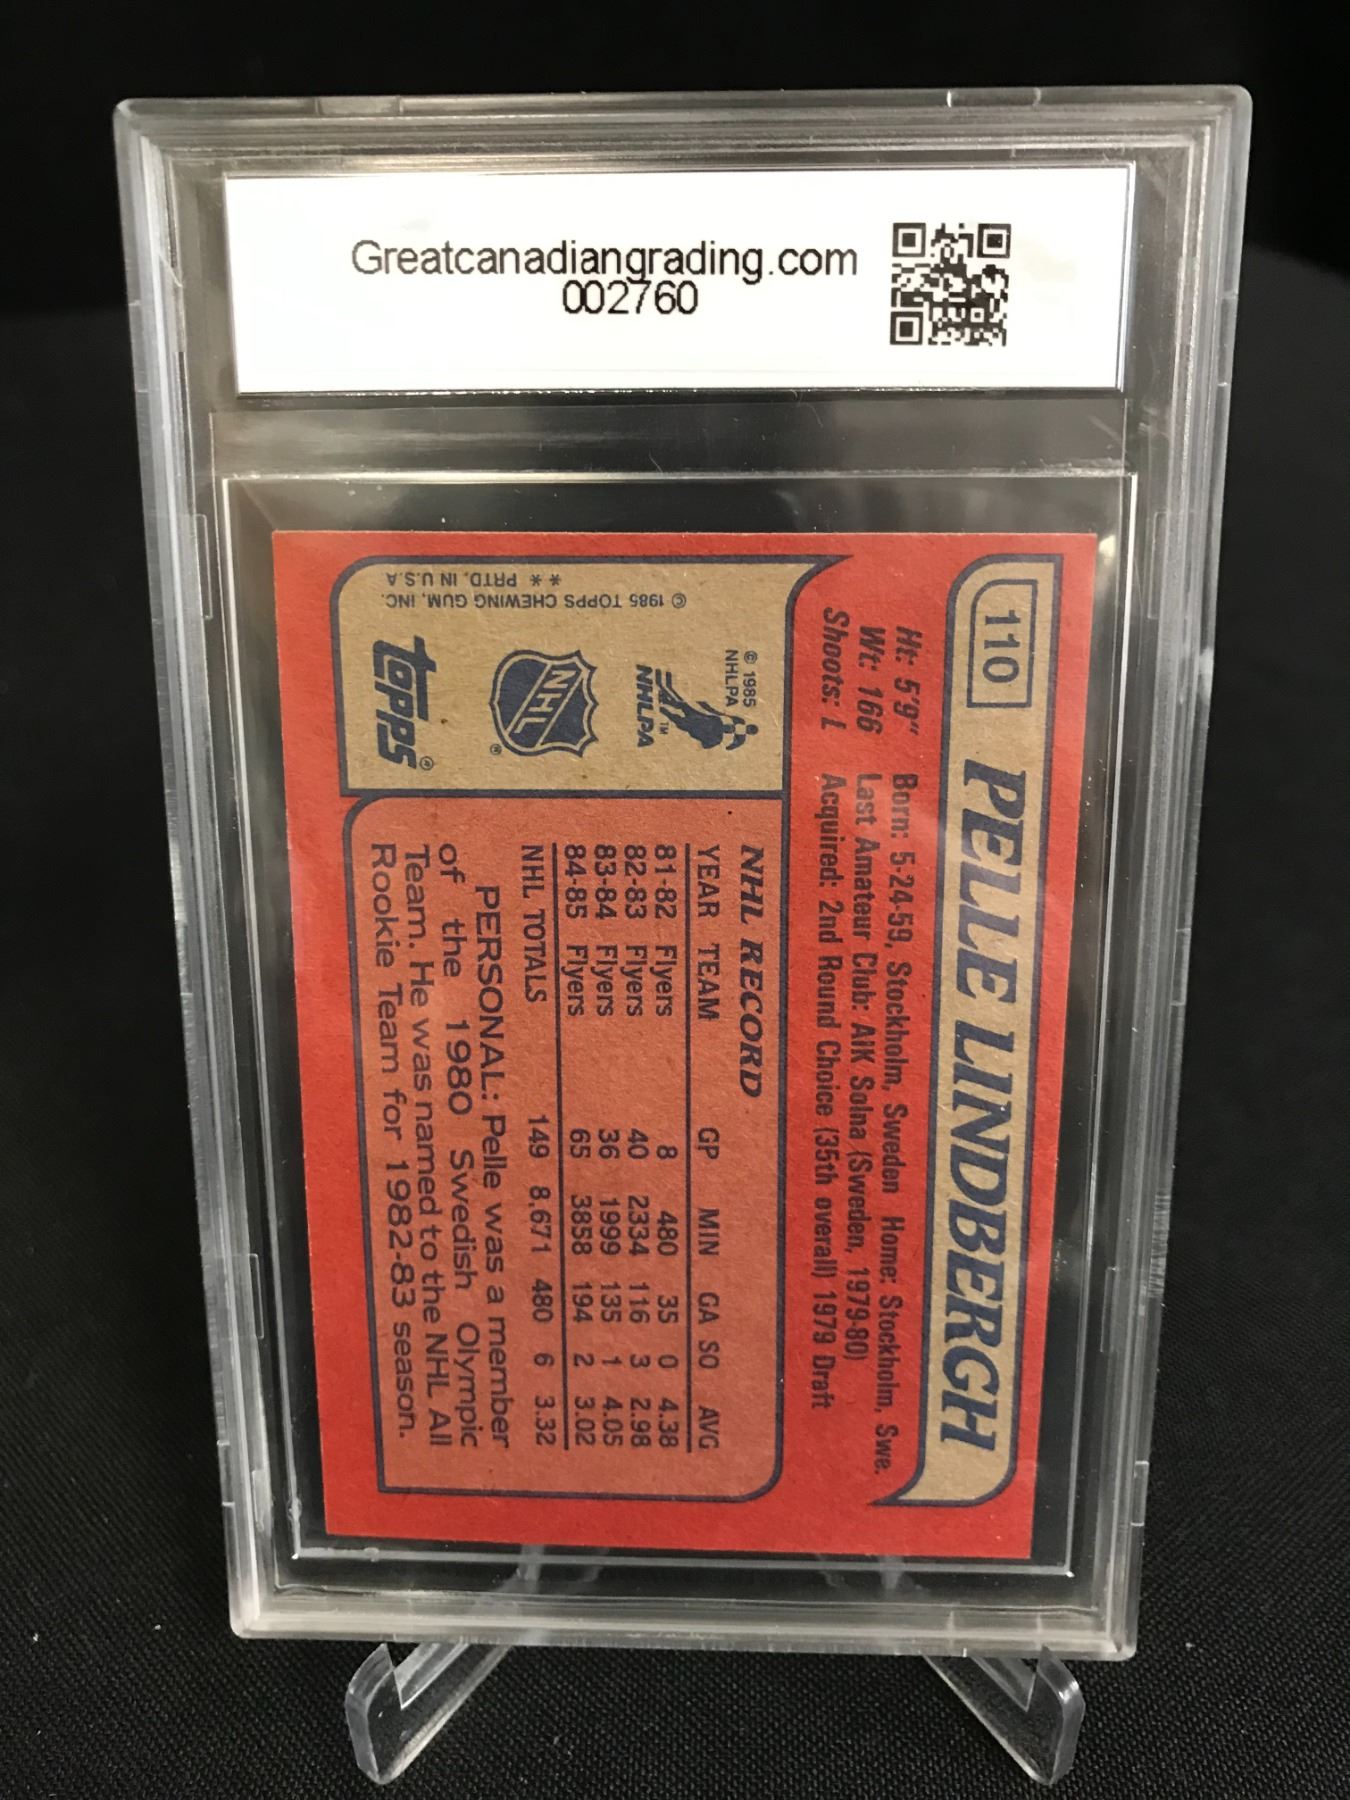 Greatcanadiangrading.com
002760
110 PELLE LINDBERGH
Ht: 5'9" Born: 5-24-59, Stockholm, Sweden Home: Stockholm, Swe.
Wt: 166 Last Amateur Club: AIK Solna (Sweden, 1979-80)
Shoots: L Acquired: 2nd Round Choice (35th overall) 1979 Draft
© 1985
NHLPA
NHLPA
TM
NHL
®
TOPPS
®
© 1985 TOPPS CHEWING GUM, INC.
** PRTD. IN U.S.A.
NHL RECORD
YEAR TEAM GP MIN GA SO AVG
81-82 Flyers 8 480 35 0 4.38
82-83 Flyers 40 2334 116 3 2.98
83-84 Flyers 36 1999 135 1 4.05
84-85 Flyers 65 3858 194 2 3.02
NHL TOTALS 149 8,671 480 6 3.32
PERSONAL: Pelle was a member
of the 1980 Swedish Olympic
Team. He was named to the NHL All
Rookie Team for 1982-83 season.